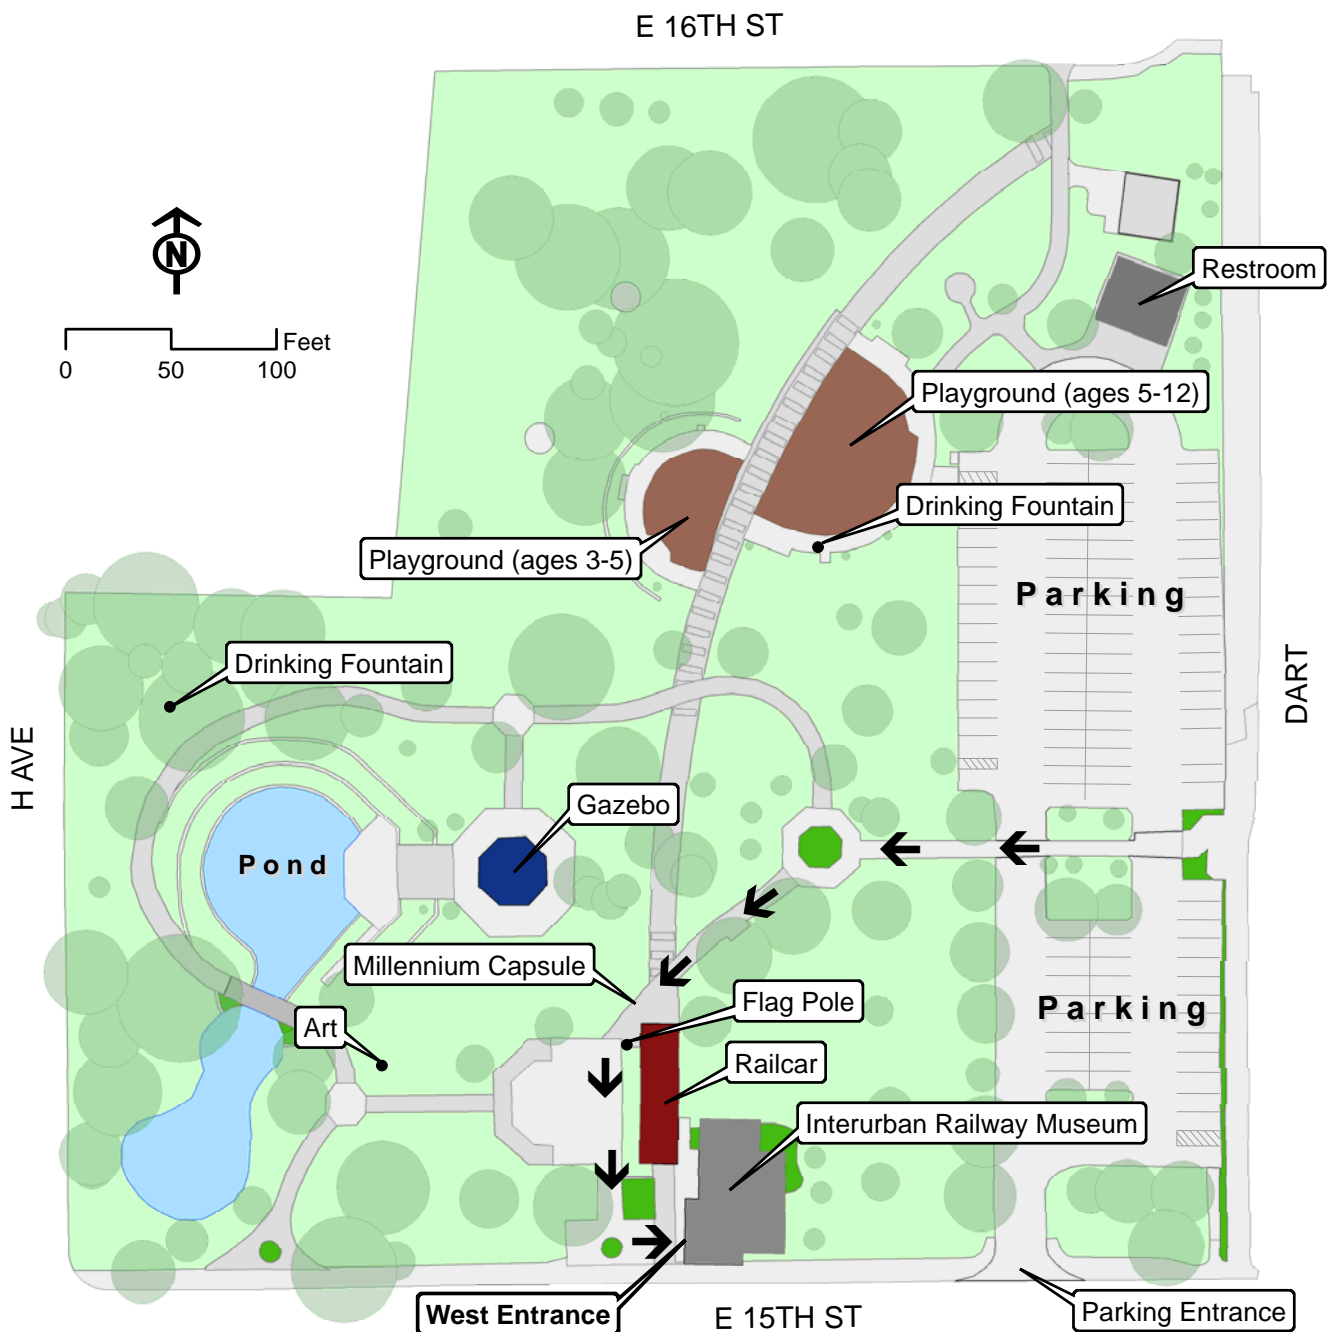 E 16TH ST
N
Restroom
Feet
0 50 100
Playground (ages 5-12)
Drinking Fountain
Playground (ages 3-5)
Parking
Drinking Fountain
DART
H AVE
Gazebo
Pond
Millennium Capsule
Flag Pole
Parking
Art
Railcar
Interurban Railway Museum
West Entrance
E 15TH ST
Parking Entrance